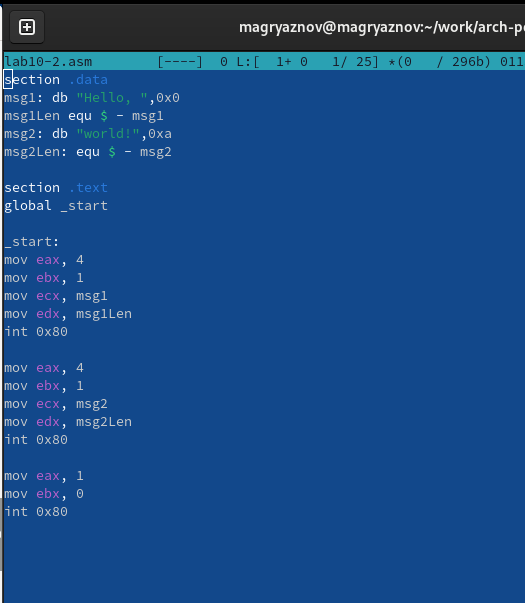 magryaznov@magryaznov:~/work/arch-p
lab10-2.asm [----] 0 L:[ 1+ 0 1/ 25] *(0 / 296b) 011
section .data
msg1: db "Hello, ",0x0
msg1Len equ $ - msg1
msg2: db "world!",0xa
msg2Len: equ $ - msg2
section .text
global _start
_start:
mov eax, 4
mov ebx, 1
mov ecx, msg1
mov edx, msg1Len
int 0x80
mov eax, 4
mov ebx, 1
mov ecx, msg2
mov edx, msg2Len
int 0x80
mov eax, 1
mov ebx, 0
int 0x80